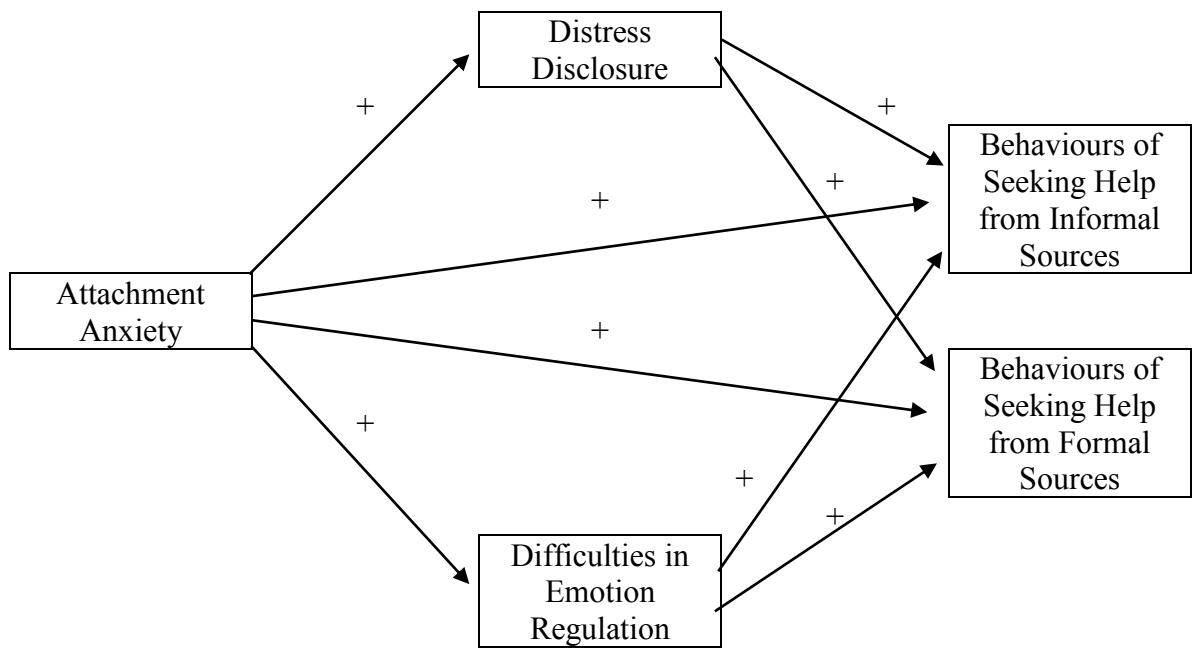 Distress
Disclosure
+
+
Behaviours of
Seeking Help
from Informal
Sources
+
+
Attachment
Anxiety
+
Behaviours of
Seeking Help
from Formal
Sources
+
+
+
Difficulties in
Emotion
Regulation